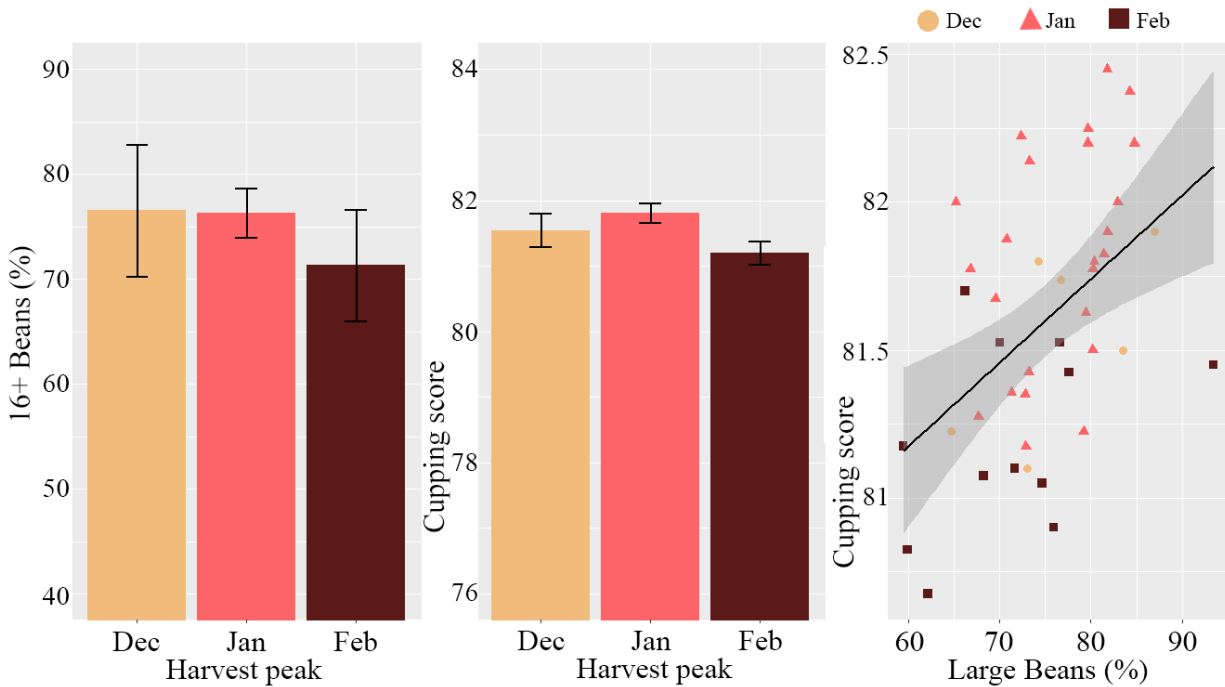 Dec Jan Feb
90
80
70
60
50
40
16+ Beans (%)
Dec Jan Feb
Harvest peak
84
82
80
78
76
Cupping score
Dec Jan Feb
Harvest peak
82.5
82
81.5
81
Cupping score
60 70 80 90
Large Beans (%)